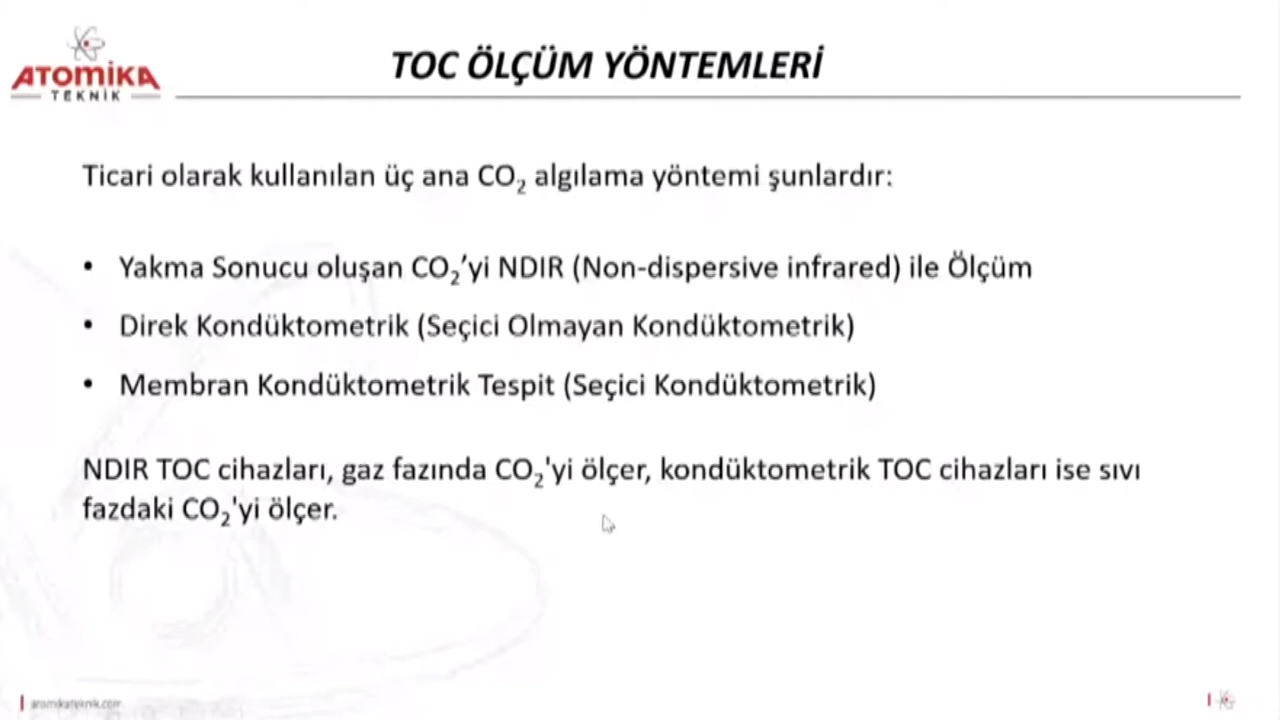 ATOMİKA
TEKNİK
TOC ÖLÇÜM YÖNTEMLERİ
Ticari olarak kullanılan üç ana CO₂ algılama yöntemi şunlardır:
• Yakma Sonucu oluşan CO₂’yi NDIR (Non-dispersive infrared) ile Ölçüm
• Direk Kondüktometrik (Seçici Olmayan Kondüktometrik)
• Membran Kondüktometrik Tespit (Seçici Kondüktometrik)
NDIR TOC cihazları, gaz fazında CO₂'yi ölçer, kondüktometrik TOC cihazları ise sıvı
fazdaki CO₂'yi ölçer.
atomikateknik.com